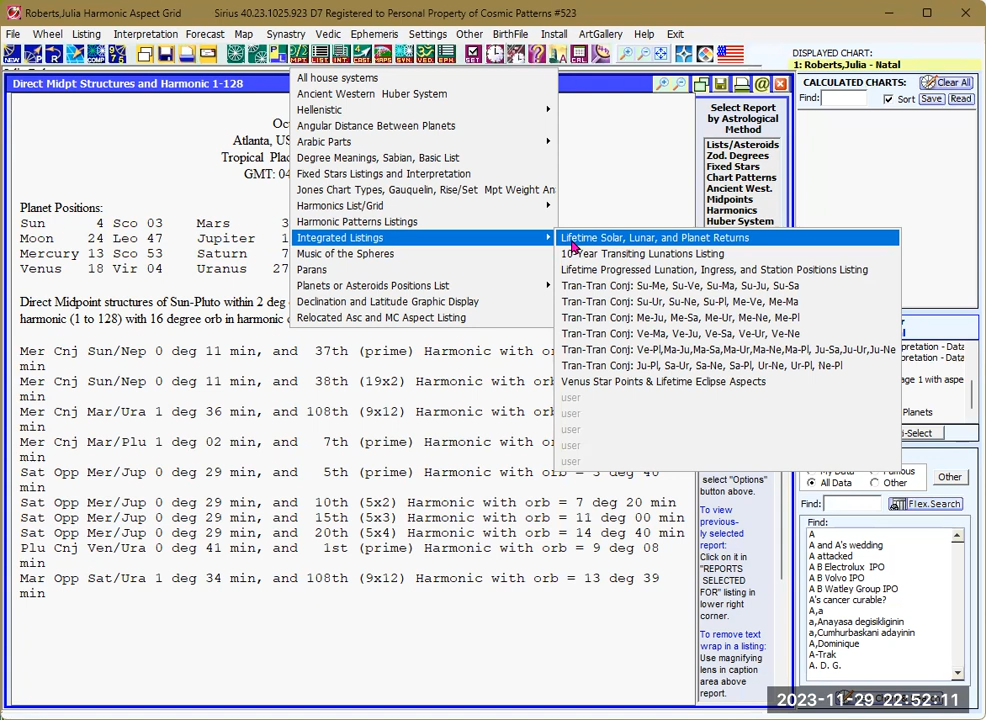 Roberts,Julia Harmonic Aspect Grid
Sirius 40.23.1025.923 D7 Registered to Personal Property of Cosmic Patterns #523
File Wheel Listing Interpretation Forecast Map Synastry Vedic Ephemeris Settings Other BirthFile Install ArtGallery Help Exit
DISPLAYED CHART:
1: Roberts,Julia - Natal
Direct Midpt Structures and Harmonic 1-128
Select Report
by Astrological
Method
Lists/Asteroids
Zod. Degrees
Fixed Stars
Chart Patterns
Ancient West.
Midpoints
Harmonics
Huber System
CALCULATED CHARTS:
Clear All
Find:
Sort
Save
Read
All house systems
Ancient Western Huber System
Hellenistic
Angular Distance Between Planets
Arabic Parts
Degree Meanings, Sabian, Basic List
Fixed Stars Listings and Interpretation
Jones Chart Types, Gauquelin, Rise/Set Mpt Weight An
Harmonics List/Grid
Harmonic Patterns Listings
Integrated Listings
Music of the Spheres
Parans
Planets or Asteroids Positions List
Declination and Latitude Graphic Display
Relocated Asc and MC Aspect Listing
Lifetime Solar, Lunar, and Planet Returns
10-Year Transiting Lunations Listing
Lifetime Progressed Lunation, Ingress, and Station Positions Listing
Tran-Tran Conj: Su-Me, Su-Ve, Su-Ma, Su-Ju, Su-Sa
Tran-Tran Conj: Su-Ur, Su-Ne, Su-Pl, Me-Ve, Me-Ma
Tran-Tran Conj: Me-Ju, Me-Sa, Me-Ur, Me-Ne, Me-Pl
Tran-Tran Conj: Ve-Ma, Ve-Ju, Ve-Sa, Ve-Ur, Ve-Ne
Tran-Tran Conj: Ve-Pl,Ma-Ju,Ma-Sa,Ma-Ur,Ma-Ne,Ma-Pl, Ju-Sa,Ju-Ur,Ju-Ne
Tran-Tran Conj: Ju-Pl, Sa-Ur, Sa-Ne, Sa-Pl, Ur-Ne, Ur-Pl, Ne-Pl
Venus Star Points & Lifetime Eclipse Aspects
user
user
user
user
user
Oc
Atlanta, US
Tropical Pla
GMT: 04
Planet Positions:
Sun 4 Sco 03 Mars
Moon 24 Leo 47 Jupiter 1
Mercury 13 Sco 53 Saturn 7
Venus 18 Vir 04 Uranus 27
Direct Midpoint structures of Sun-Pluto within 2 deg
harmonic (1 to 128) with 16 degree orb in harmonic
Mer Cnj Sun/Nep 0 deg 11 min, and 37th (prime) Harmonic with orb
min
Mer Cnj Sun/Nep 0 deg 11 min, and 38th (19x2) Harmonic with orb
min
Mer Cnj Mar/Ura 1 deg 36 min, and 108th (9x12) Harmonic with orb
min
Mer Cnj Mar/Plu 1 deg 02 min, and 7th (prime) Harmonic with orb
min
Sat Opp Mer/Jup 0 deg 29 min, and 5th (prime) Harmonic with orb = 3 deg 40
min
Sat Opp Mer/Jup 0 deg 29 min, and 10th (5x2) Harmonic with orb = 7 deg 20 min
Sat Opp Mer/Jup 0 deg 29 min, and 15th (5x3) Harmonic with orb = 11 deg 00 min
Sat Opp Mer/Jup 0 deg 29 min, and 20th (5x4) Harmonic with orb = 14 deg 40 min
Plu Cnj Ven/Ura 0 deg 41 min, and 1st (prime) Harmonic with orb = 9 deg 08
min
Mar Opp Sat/Ura 1 deg 34 min, and 108th (9x12) Harmonic with orb = 13 deg 39
min
select "Options"
button above.
To view
previous-
ly selected
report:
Click on it in
"REPORTS
SELECTED
FOR" listing in
lower right
corner.
To remove text
wrap in a listing:
Use magnifying
lens in caption
area above
report.
rpretation - Data
rpretation - Data
age 1 with aspe
Planets
i-Select
My Data
Famous
All Data
Other
Other
Find:
Flex.Search
Find:
A
A and A's wedding
A attacked
A B Electrolux IPO
A B Volvo IPO
A B Watley Group IPO
A's cancer curable?
A,a
a,Anayasa degisikliginin
a,Cumhurbaskani adayinin
a,Dominique
A-Trak
A. D. G.
2023-11-29 22:52:11